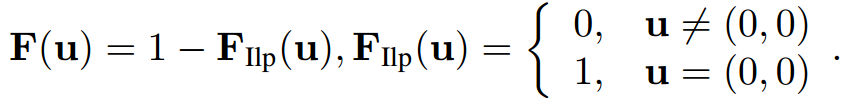 F(u) = 1 − F_Ilp(u), F_Ilp(u) = { 0, u ≠ (0, 0)
1, u = (0, 0) .